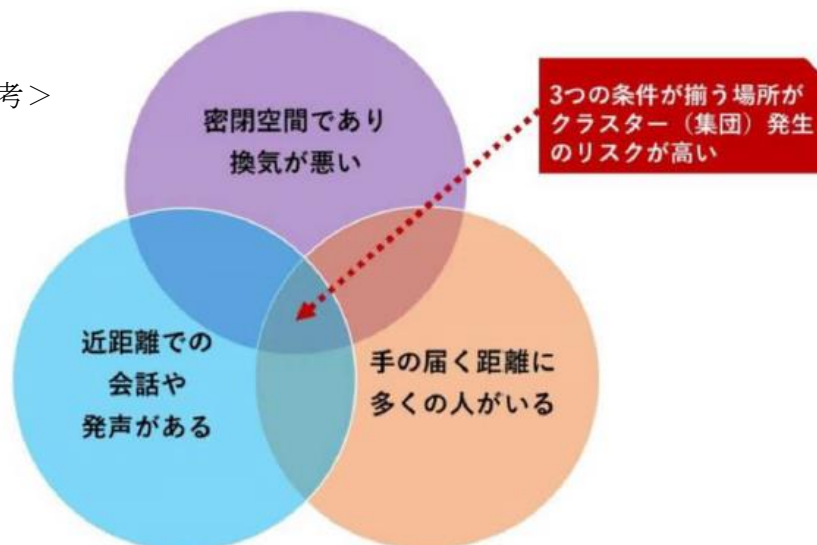 考>
密閉空間であり
換気が悪い
3つの条件が揃う場所が
クラスター（集団）発生
のリスクが高い
近距離での
会話や
発声がある
手の届く距離に
多くの人がいる